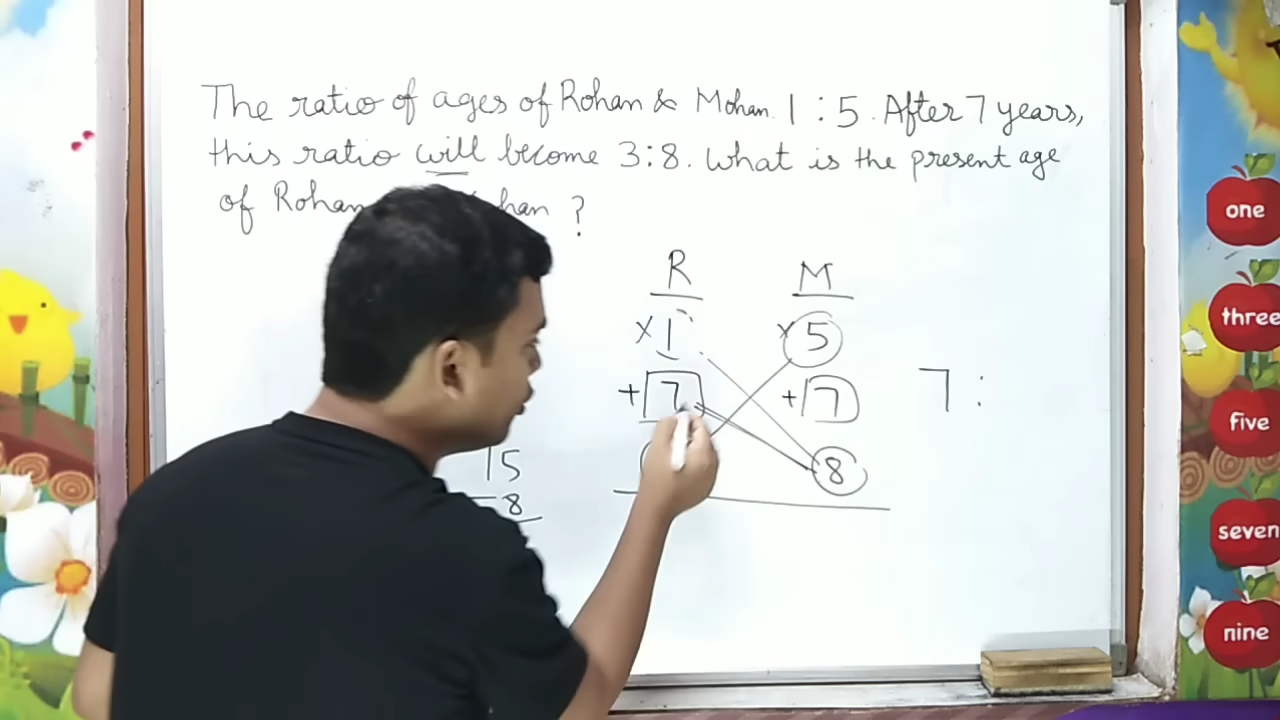 The ratio of ages of Rohan & Mohan 1 : 5. After 7 years,
this ratio will become 3:8. What is the present age
of Rohan han ?
R M
×1 ×5
+7 +7
7 :
8
15
8
one
three
five
seven
nine